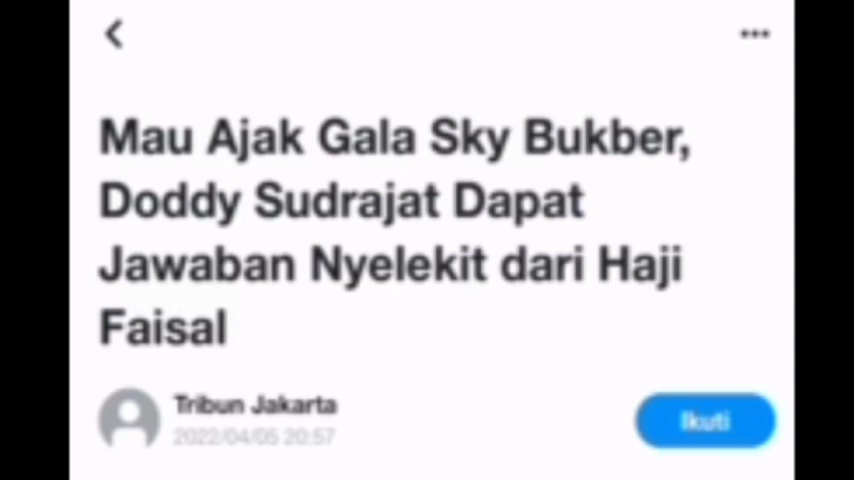 Mau Ajak Gala Sky Bukber,
Doddy Sudrajat Dapat
Jawaban Nyelekit dari Haji
Faisal
Tribun Jakarta
2022/04/05 20:57
Ikuti